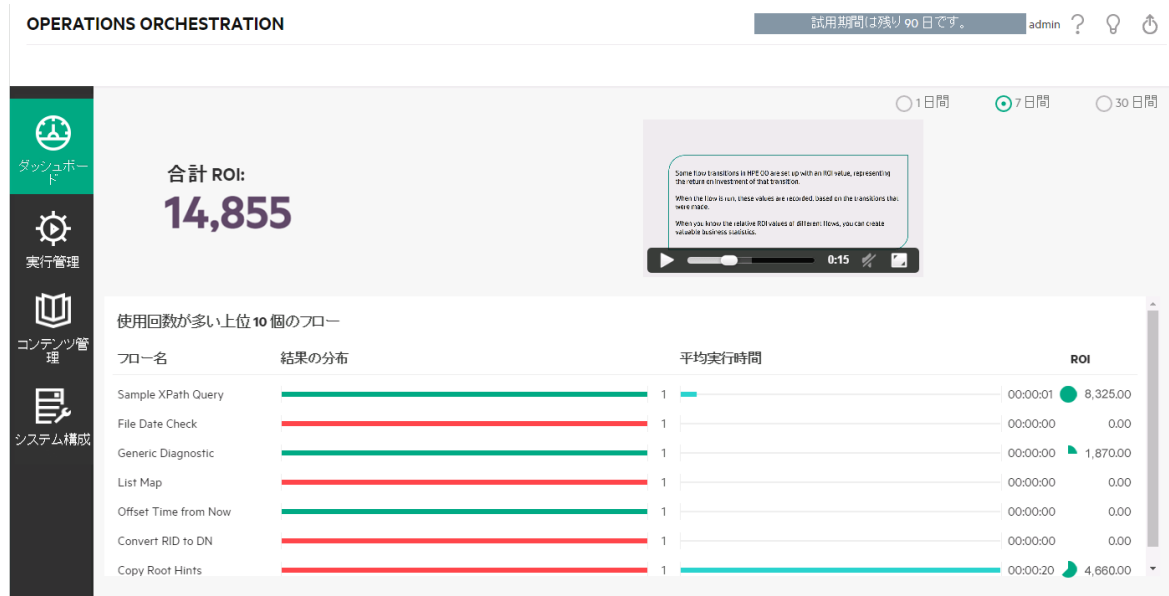 OPERATIONS ORCHESTRATION
試用期間は残り 90 日です。
admin
1 日間
7 日間
30 日間
ダッシュボー
ド
合計 ROI:
14,855
Some flow transitions in HPE OO are set up with an ROI value, representing
the return on investment of that transition.
When the flow is run, these values are recorded, based on the transitions that
were made.
When you know the relative ROI values of different flows, you can create
valuable business statistics.
0:15
実行管理
コンテンツ管
理
システム構成
使用回数が多い上位 10 個のフロー
フロー名 結果の分布 平均実行時間 ROI
Sample XPath Query 1 00:00:01 8,325.00
File Date Check 1 00:00:00 0.00
Generic Diagnostic 1 00:00:00 1,870.00
List Map 1 00:00:00 0.00
Offset Time from Now 1 00:00:00 0.00
Convert RID to DN 1 00:00:00 0.00
Copy Root Hints 1 00:00:20 4,660.00